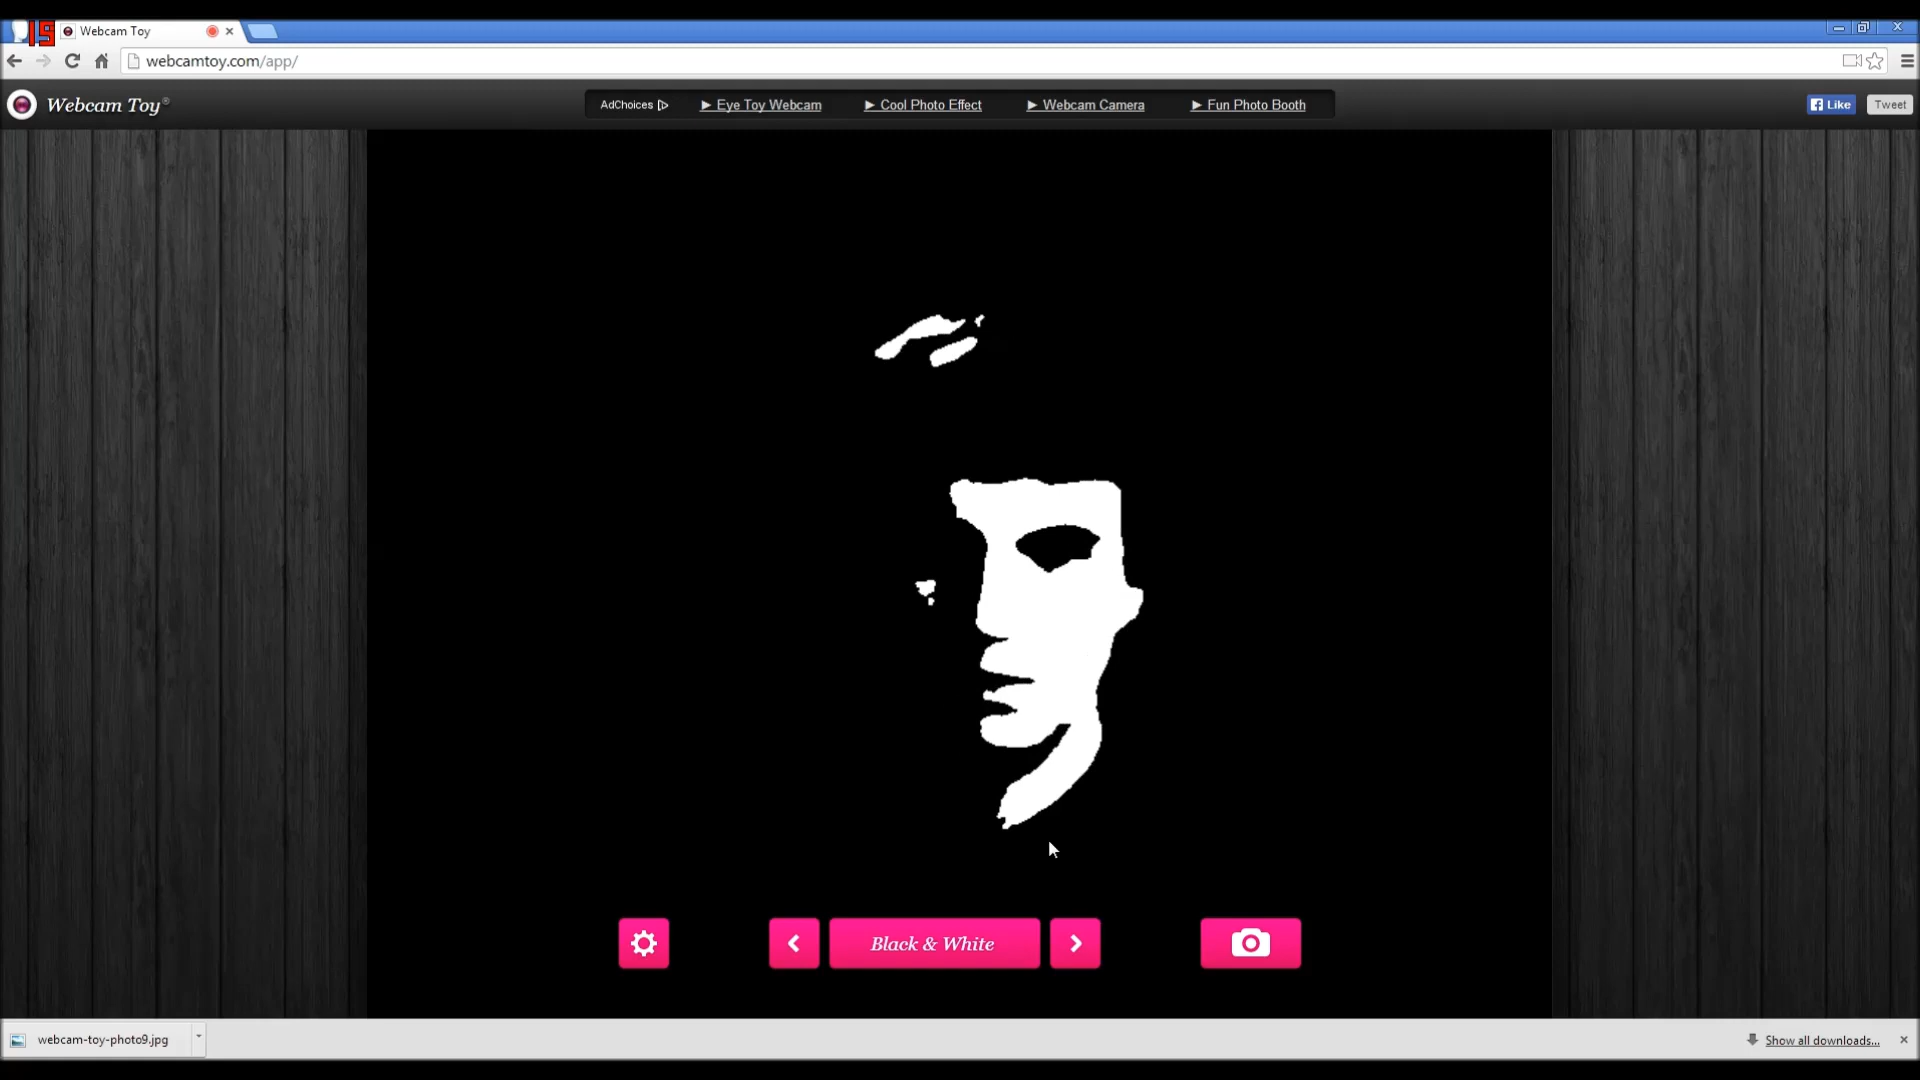 19
Webcam Toy
webcamtoy.com/app/
Webcam Toy®
AdChoices
Eye Toy Webcam
Cool Photo Effect
Webcam Camera
Fun Photo Booth
Like
Tweet
Black & White
webcam-toy-photo9.jpg
Show all downloads...